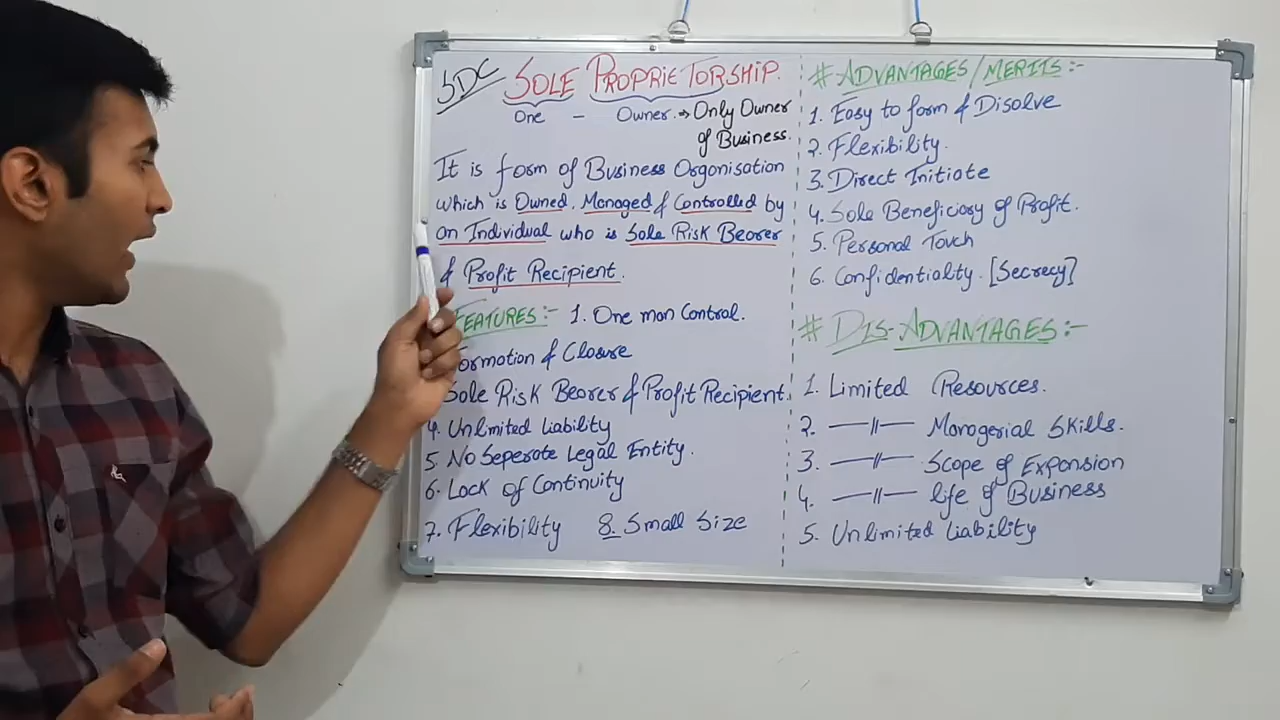 SDC SOLE PROPRIETORSHIP.
One - Owner. ⇒ Only Owner
of Business.
It is form of Business Organisation
which is Owned, Managed & Controlled by
an Individual who is Sole Risk Bearer
& Profit Recipient.
FEATURES:- 1. One man Control.
Formation & Closure
Sole Risk Bearer & Profit Recipient.
4. Unlimited liability
5. No Seperate Legal Entity.
6. Lack of Continuity
7. Flexibility 8. Small Size
# ADVANTAGES/MERITS:-
1. Easy to form & Disolve
2. Flexibility.
3. Direct Initiate
4. Sole Beneficiary of Profit.
5. Personal Touch
6. Confidentiality. [Secrecy]
# DIS-ADVANTAGES:-
1. Limited Resources.
2. —||— Managerial Skills.
3. —||— Scope of Expansion
4. —||— life of Business
5. Unlimited liability